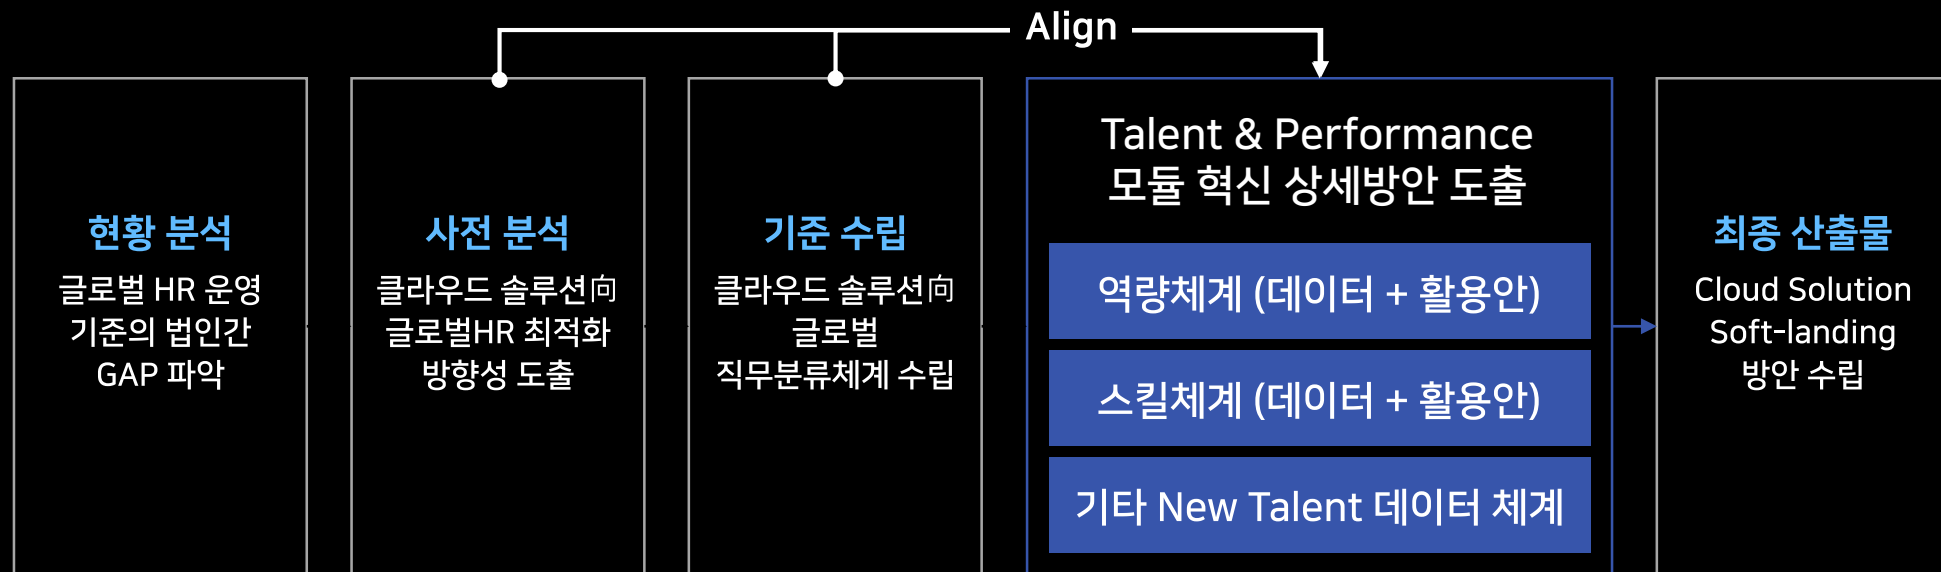 Align
현황 분석
글로벌 HR 운영
기준의 법인간
GAP 파악
사전 분석
클라우드 솔루션向
글로벌HR 최적화
방향성 도출
기준 수립
클라우드 솔루션向
글로벌
직무분류체계 수립
Talent & Performance
모듈 혁신 상세방안 도출
역량체계 (데이터 + 활용안)
스킬체계 (데이터 + 활용안)
기타 New Talent 데이터 체계
최종 산출물
Cloud Solution
Soft-landing
방안 수립